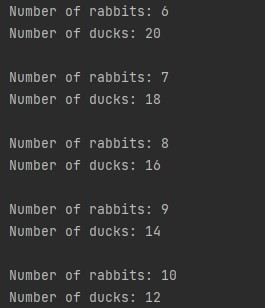 Number of rabbits: 6
Number of ducks: 20
Number of rabbits: 7
Number of ducks: 18
Number of rabbits: 8
Number of ducks: 16
Number of rabbits: 9
Number of ducks: 14
Number of rabbits: 10
Number of ducks: 12